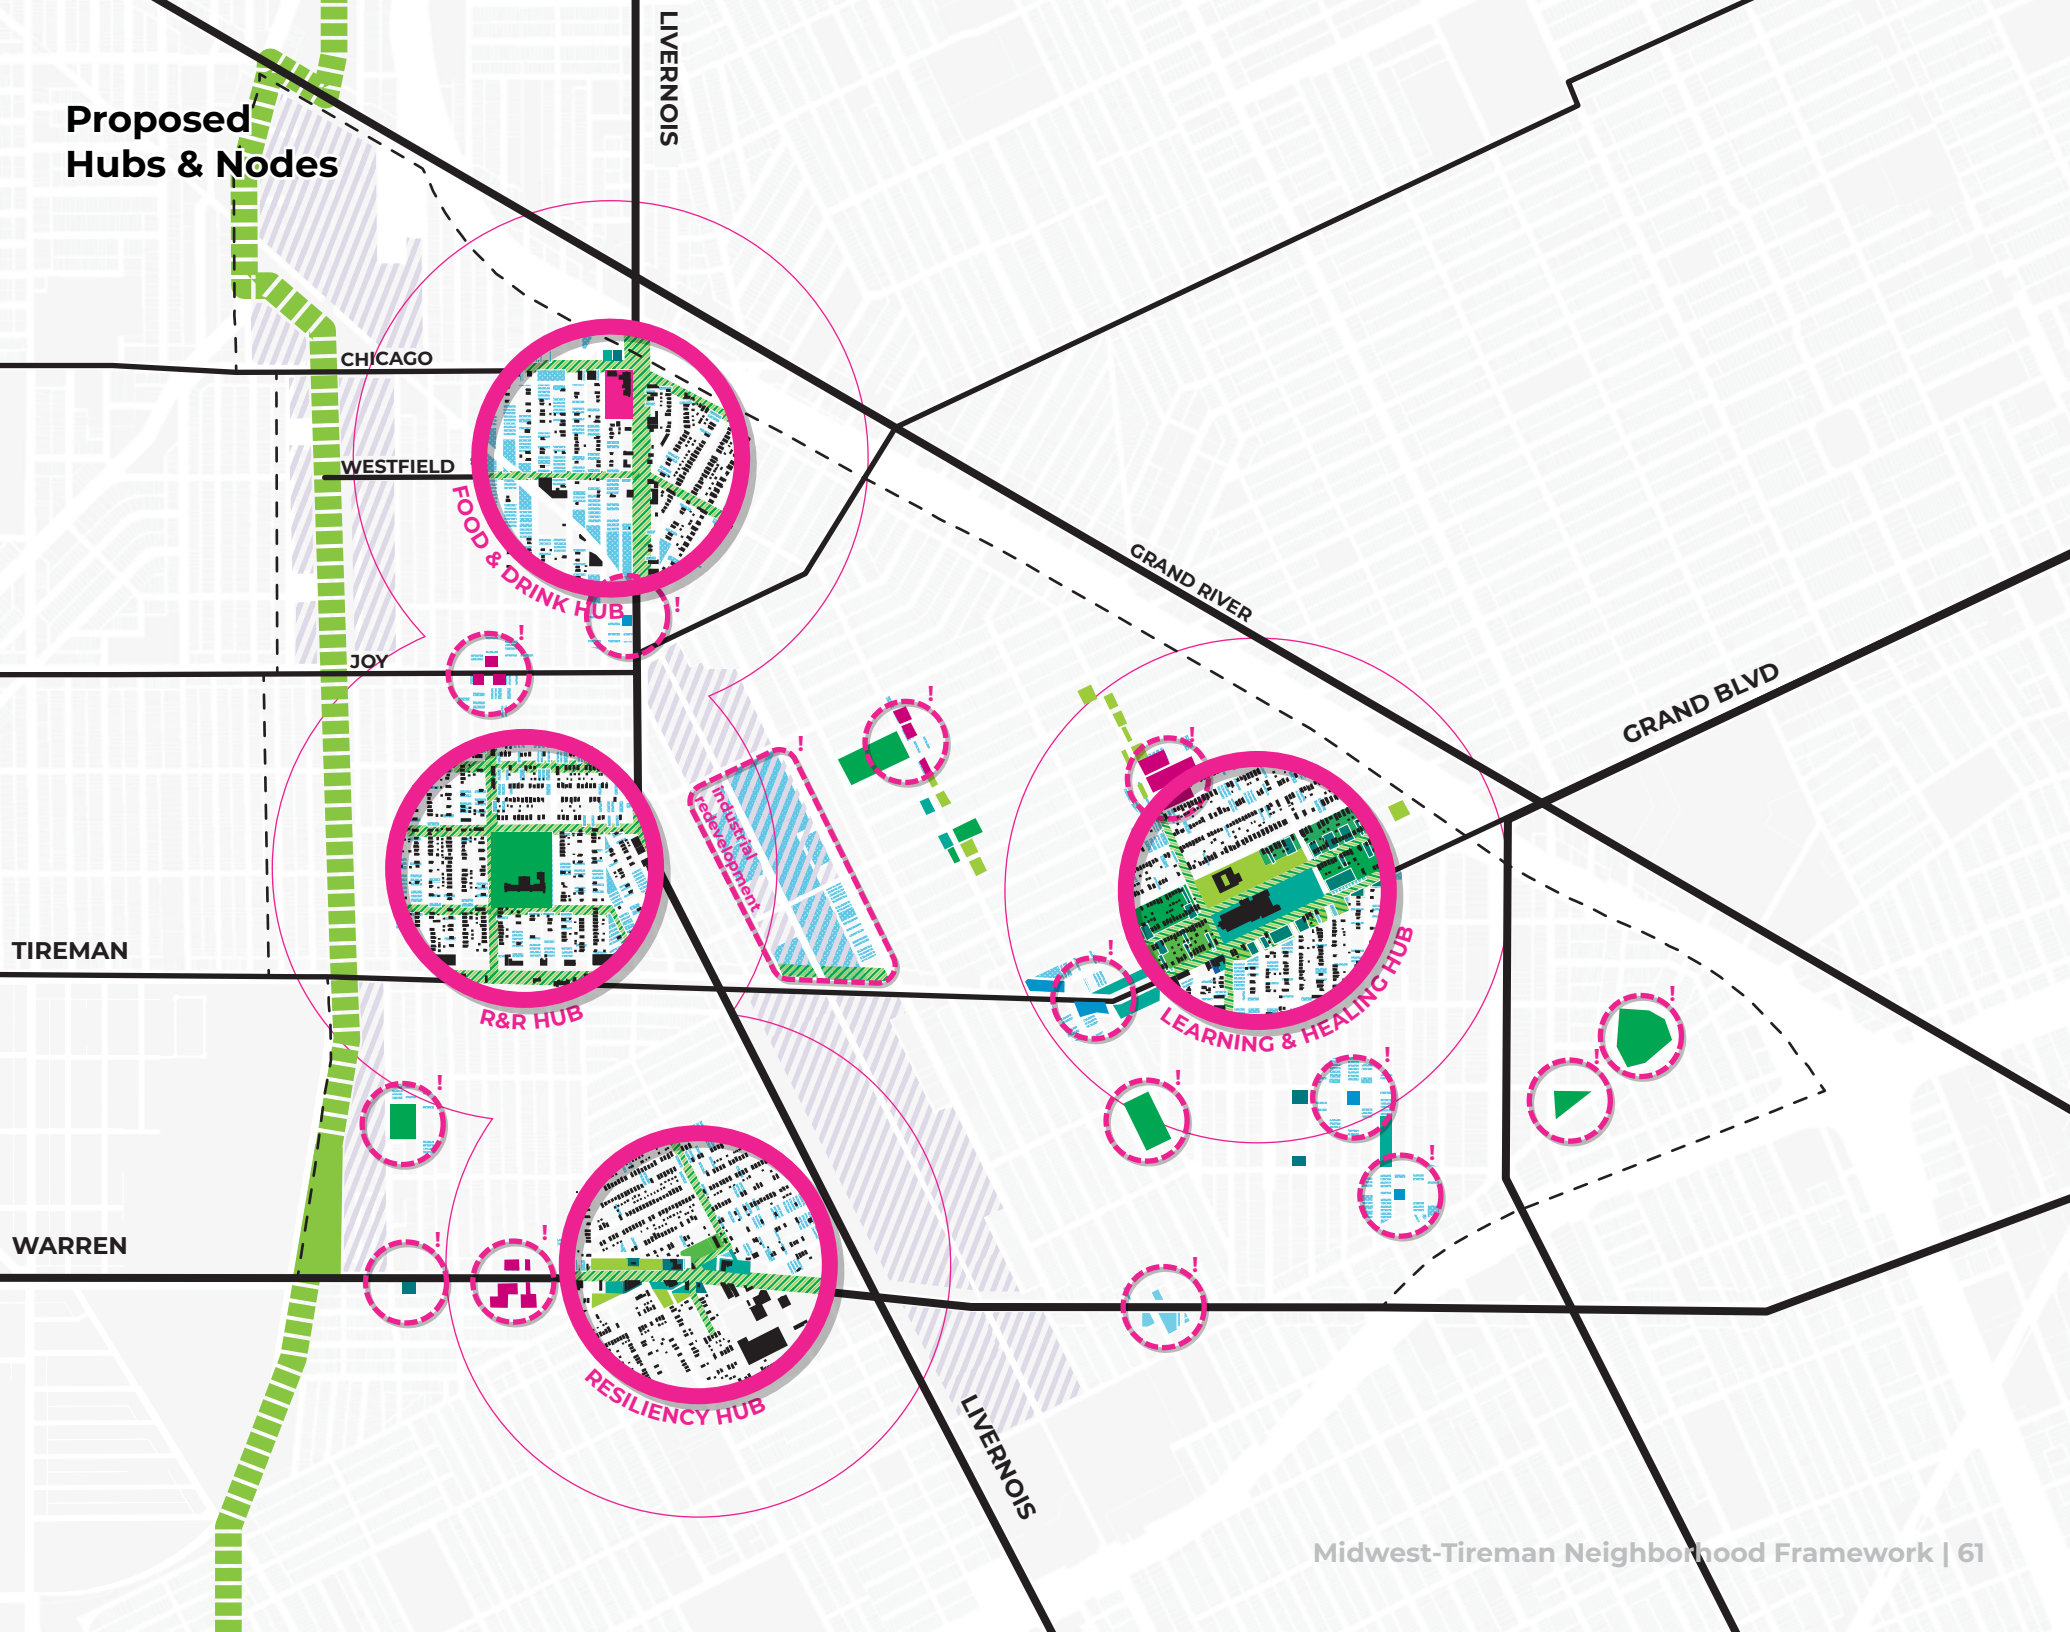 Proposed
Hubs & Nodes
LIVERNOIS
CHICAGO
WESTFIELD
FOOD & DRINK HUB
!
!
JOY
GRAND RIVER
GRAND BLVD
!
!
!
industrial
redevelopment
TIREMAN
R&R HUB
!
LEARNING & HEALING HUB
!
!
!
!
!
!
WARREN
!
!
!
RESILIENCY HUB
LIVERNOIS
Midwest-Tireman Neighborhood Framework | 61